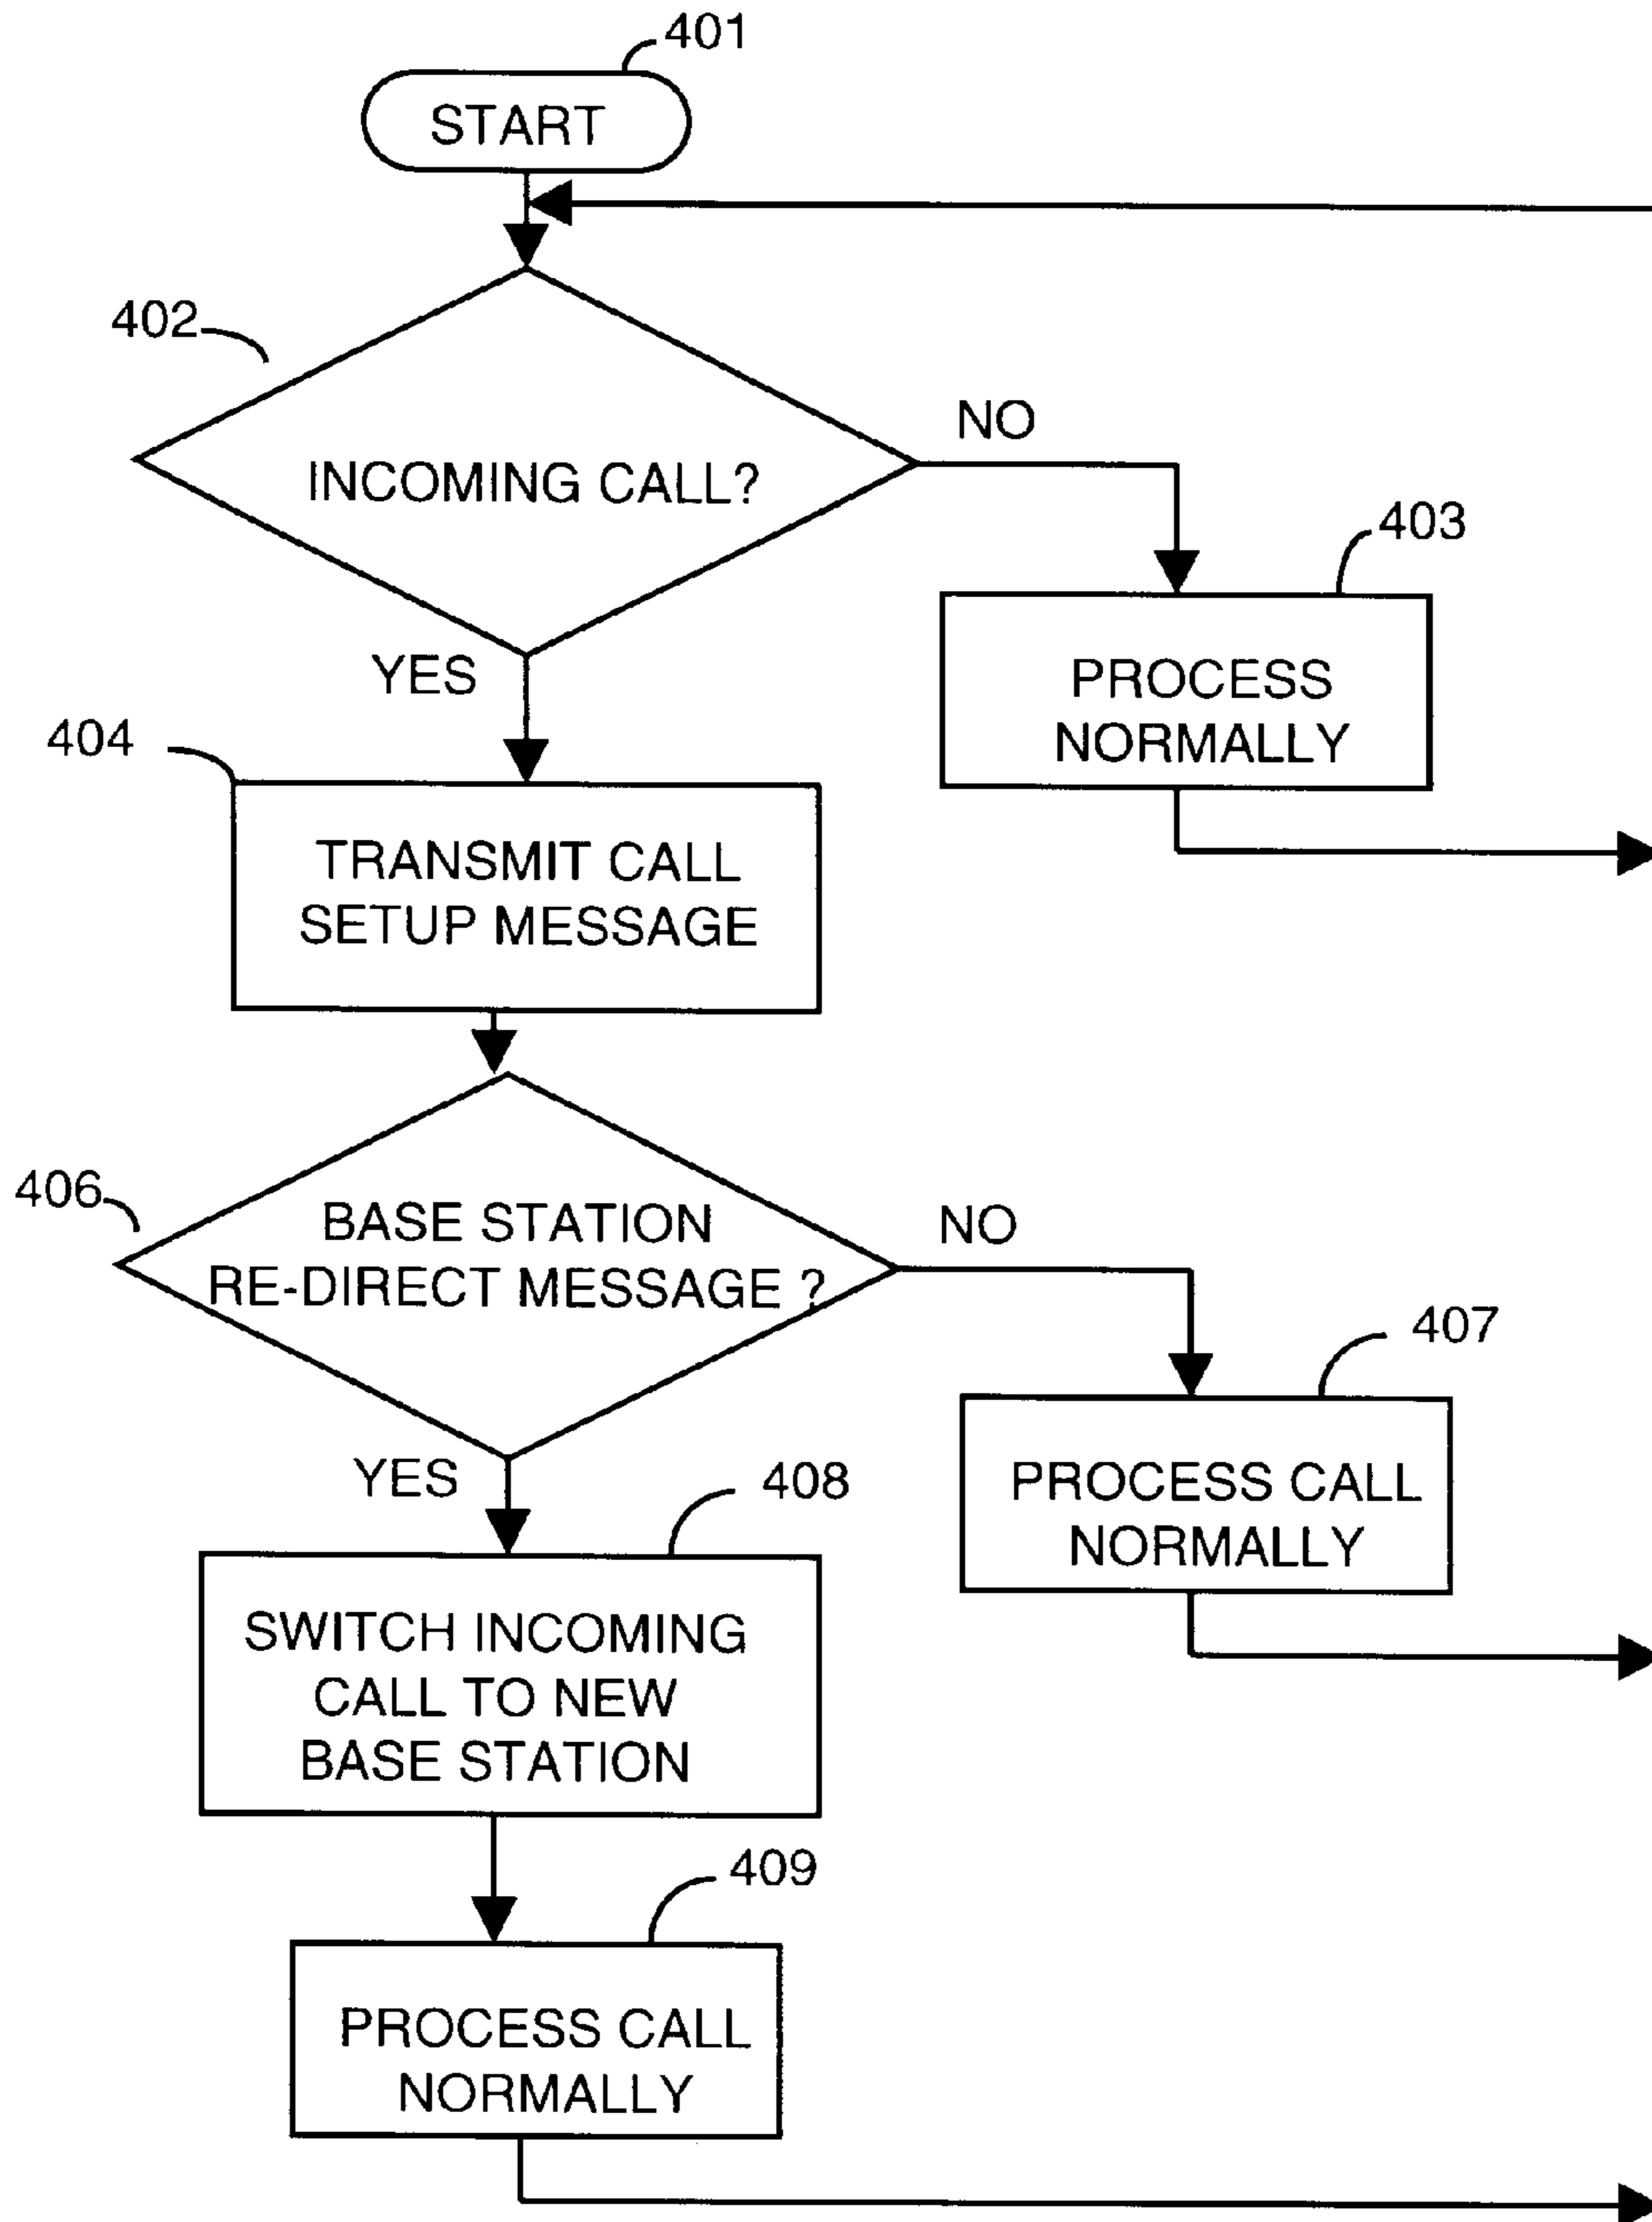 401
START
402
INCOMING CALL?
NO
403
PROCESS
NORMALLY
YES
404
TRANSMIT CALL
SETUP MESSAGE
406
BASE STATION
RE-DIRECT MESSAGE ?
NO
407
PROCESS CALL
NORMALLY
YES
408
SWITCH INCOMING
CALL TO NEW
BASE STATION
409
PROCESS CALL
NORMALLY